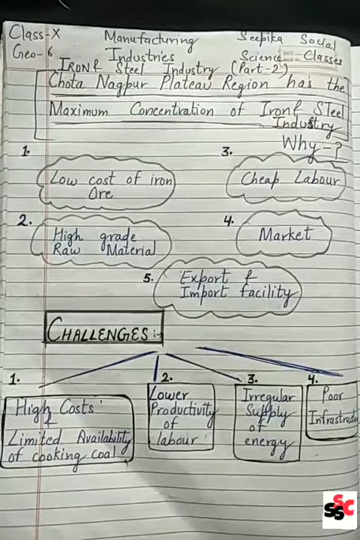 Class-X Manufacturing Deepika Social
Geo-6 Industries Science Classes
Iron & Steel Industry (Part-2)
Chota Nagpur Plateau Region has the
Maximum Concentration of Iron & Steel
Industry
Why-?
1.
Low cost of iron
Ore
3.
Cheap Labour
2.
High grade
Raw Material
4.
Market
5.
Export &
Import facility
CHALLENGES:-
1.
High Costs
&
Limited Availability
of cooking coal
2.
Lower
Productivity
of
labour
3.
Irregular
Supply
of
energy
4.
Poor
Infrastru
SSC